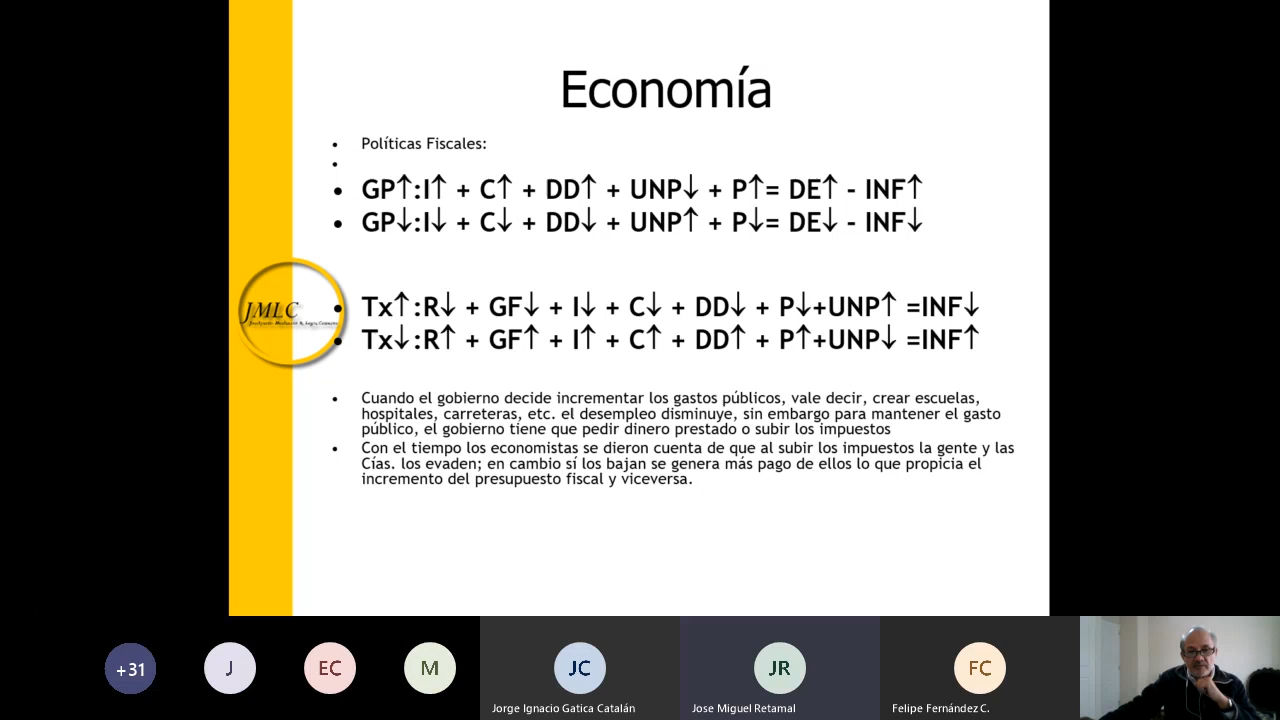 Economía
• Políticas Fiscales:
•
• GP↑:I↑ + C↑ + DD↑ + UNP↓ + P↑= DE↑ - INF↑
• GP↓:I↓ + C↓ + DD↓ + UNP↑ + P↓= DE↓ - INF↓
JMLC
• Tx↑:R↓ + GF↓ + I↓ + C↓ + DD↓ + P↓+UNP↑ =INF↓
• Tx↓:R↑ + GF↑ + I↑ + C↑ + DD↑ + P↑+UNP↓ =INF↑
• Cuando el gobierno decide incrementar los gastos públicos, vale decir, crear escuelas,
hospitales, carreteras, etc. el desempleo disminuye, sin embargo para mantener el gasto
público, el gobierno tiene que pedir dinero prestado o subir los impuestos
• Con el tiempo los economistas se dieron cuenta de que al subir los impuestos la gente y las
Cías. los evaden; en cambio sí los bajan se genera más pago de ellos lo que propicia el
incremento del presupuesto fiscal y viceversa.
+31
J
EC
M
JC
JR
FC
Jorge Ignacio Gatica Catalán
Jose Miguel Retamal
Felipe Fernández C.